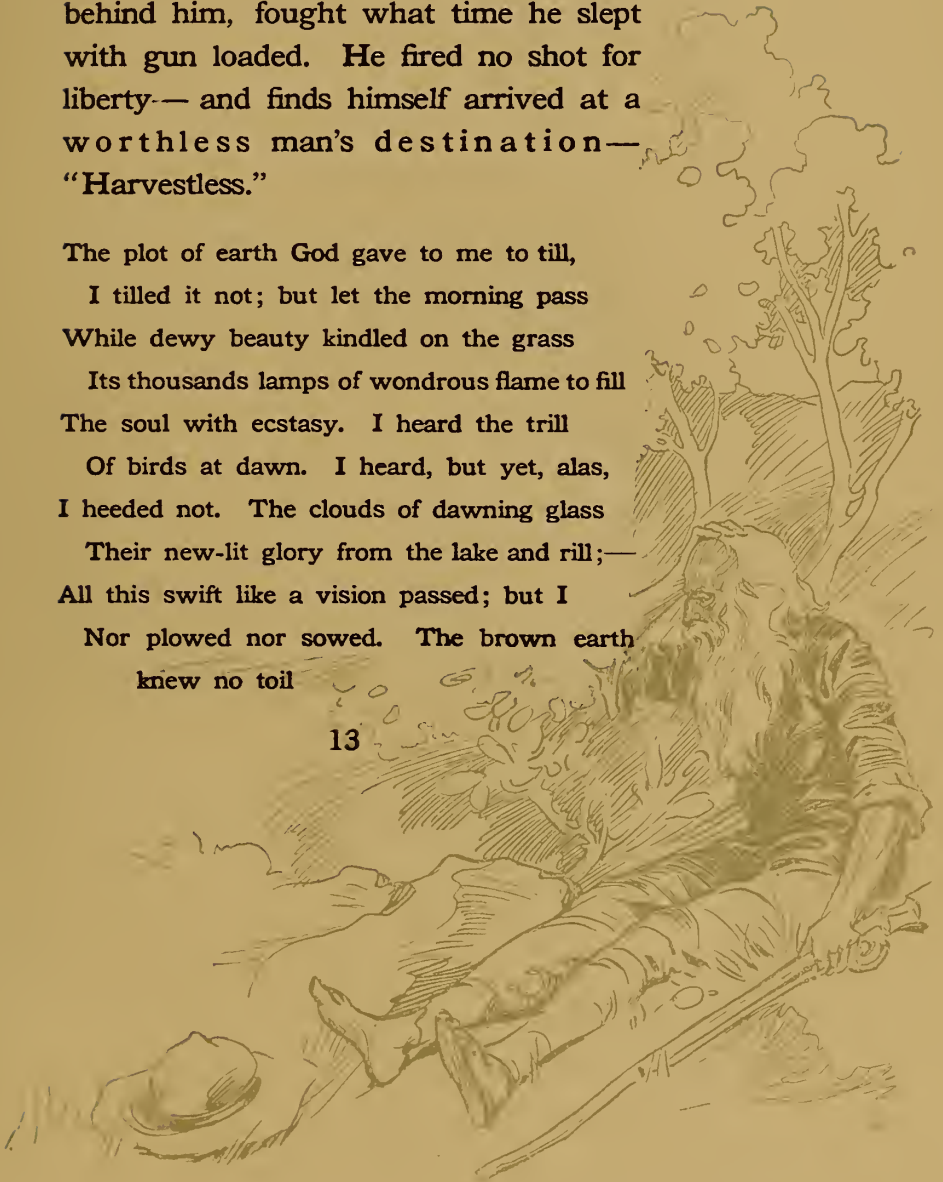 behind him, fought what time he slept
with gun loaded. He fired no shot for
liberty-— and finds himself arrived at a
worthless man's destination—
"Harvestless."
The plot of earth God gave to me to till,
I tilled it not; but let the morning pass
While dewy beauty kindled on the grass
Its thousands lamps of wondrous flame to fill
The soul with ecstasy. I heard the trill
Of birds at dawn. I heard, but yet, alas,
I heeded not. The clouds of dawning glass
Their new-lit glory from the lake and rill;—
All this swift like a vision passed; but I
Nor plowed nor sowed. The brown earth
knew no toil
13